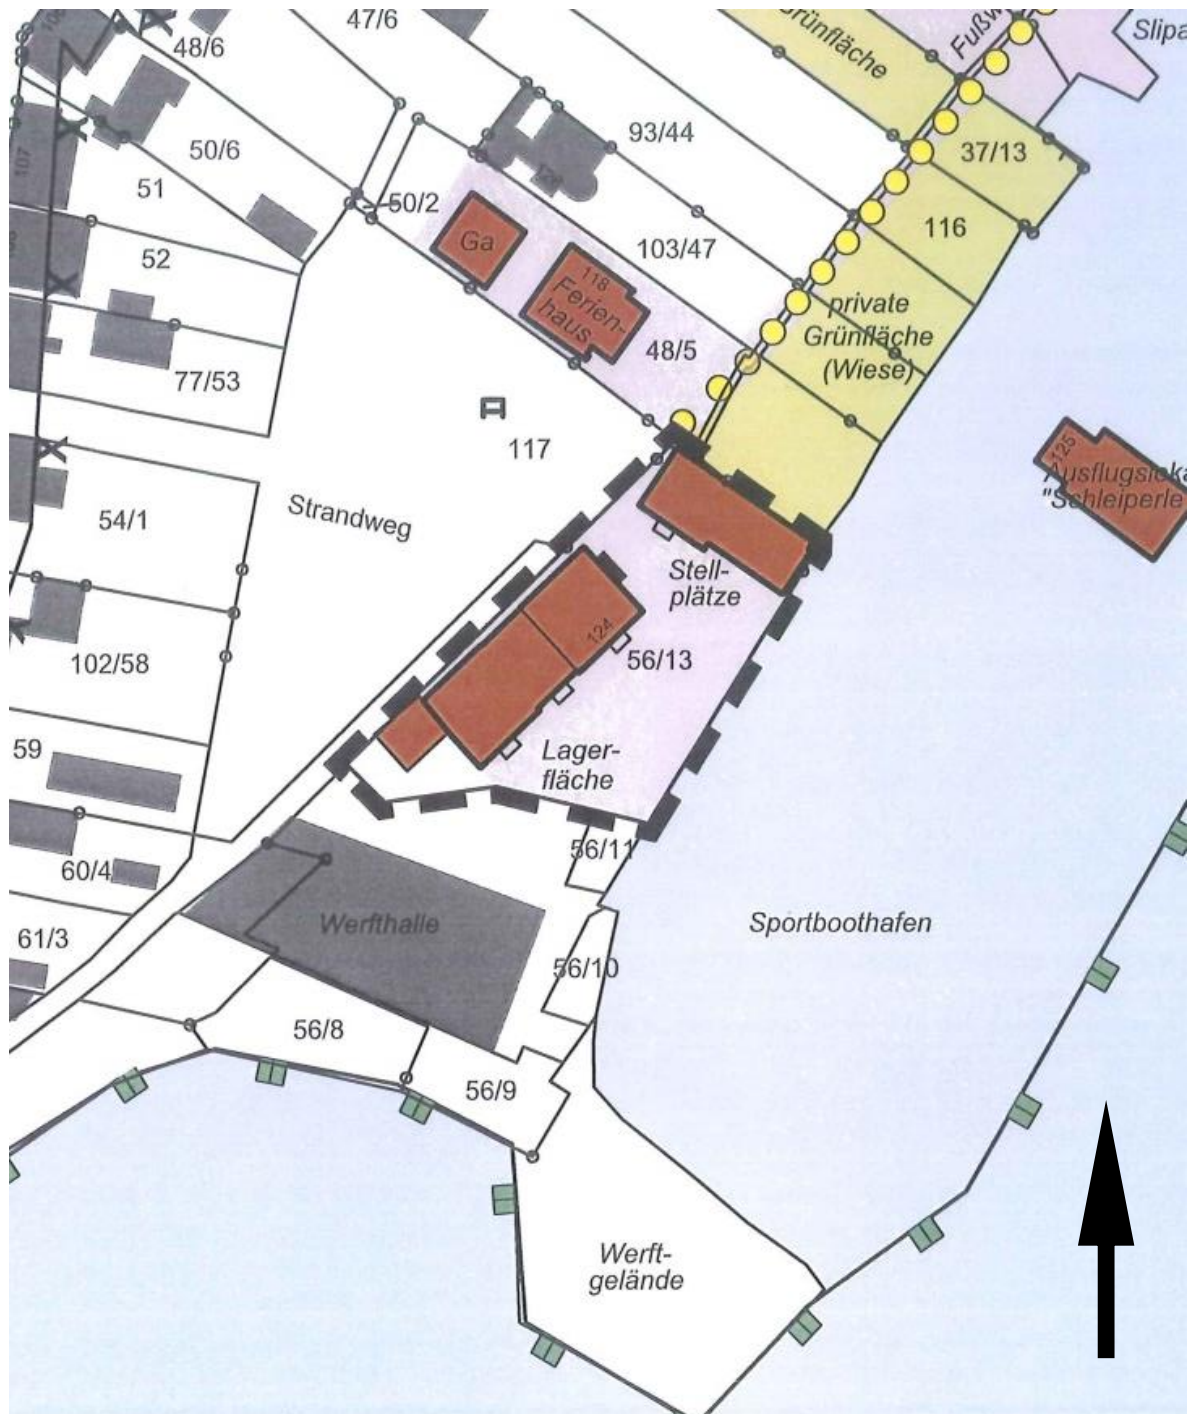 47/6
Grünfläche
Slipa
48/6
93/44
37/13
50/6
107
51
50/2
116
Ga
103/47
52
118
Ferien-
haus
private
Grünfläche
(Wiese)
48/5
77/53
117
125
"Schleiperle
54/1
Strandweg
Stell-
plätze
124
56/13
102/58
59
Lager-
fläche
56/11
60/4
Werfthalle
Sportboothafen
61/3
56/10
56/8
56/9
Werft-
gelände